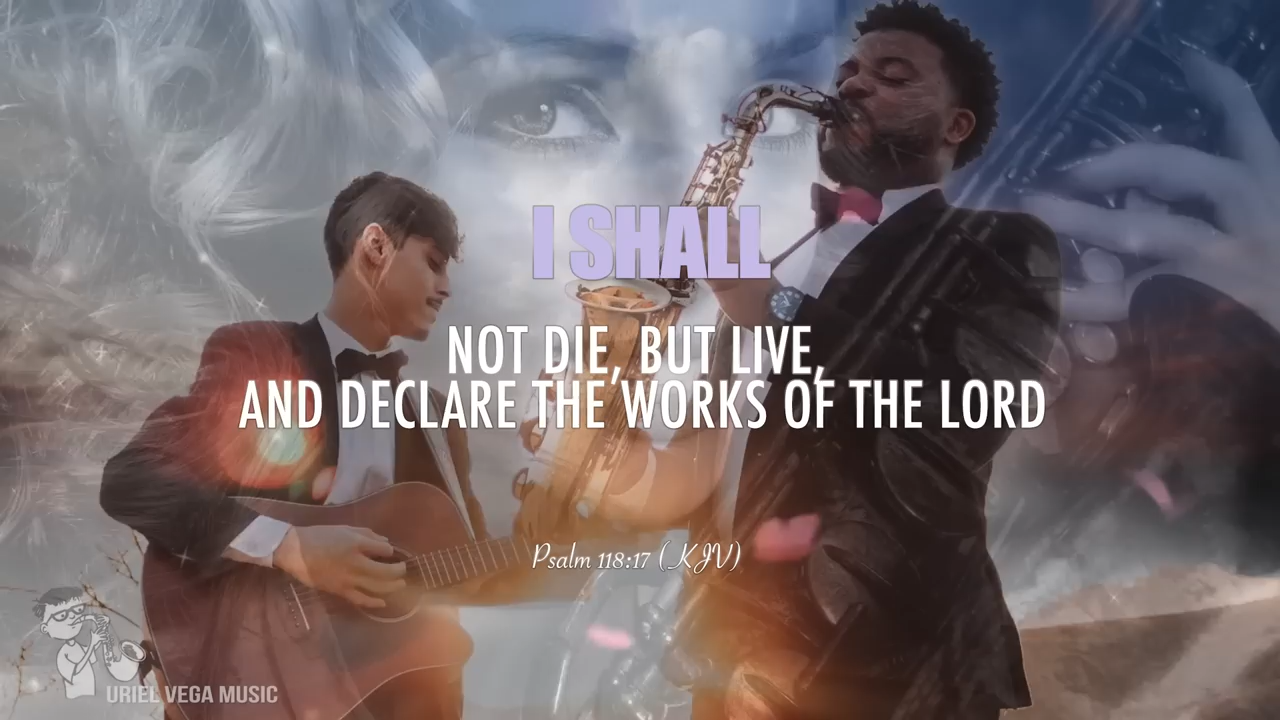 I SHALL
NOT DIE, BUT LIVE,
AND DECLARE THE WORKS OF THE LORD
Psalm 118:17 (KJV)
URIEL VEGA MUSIC